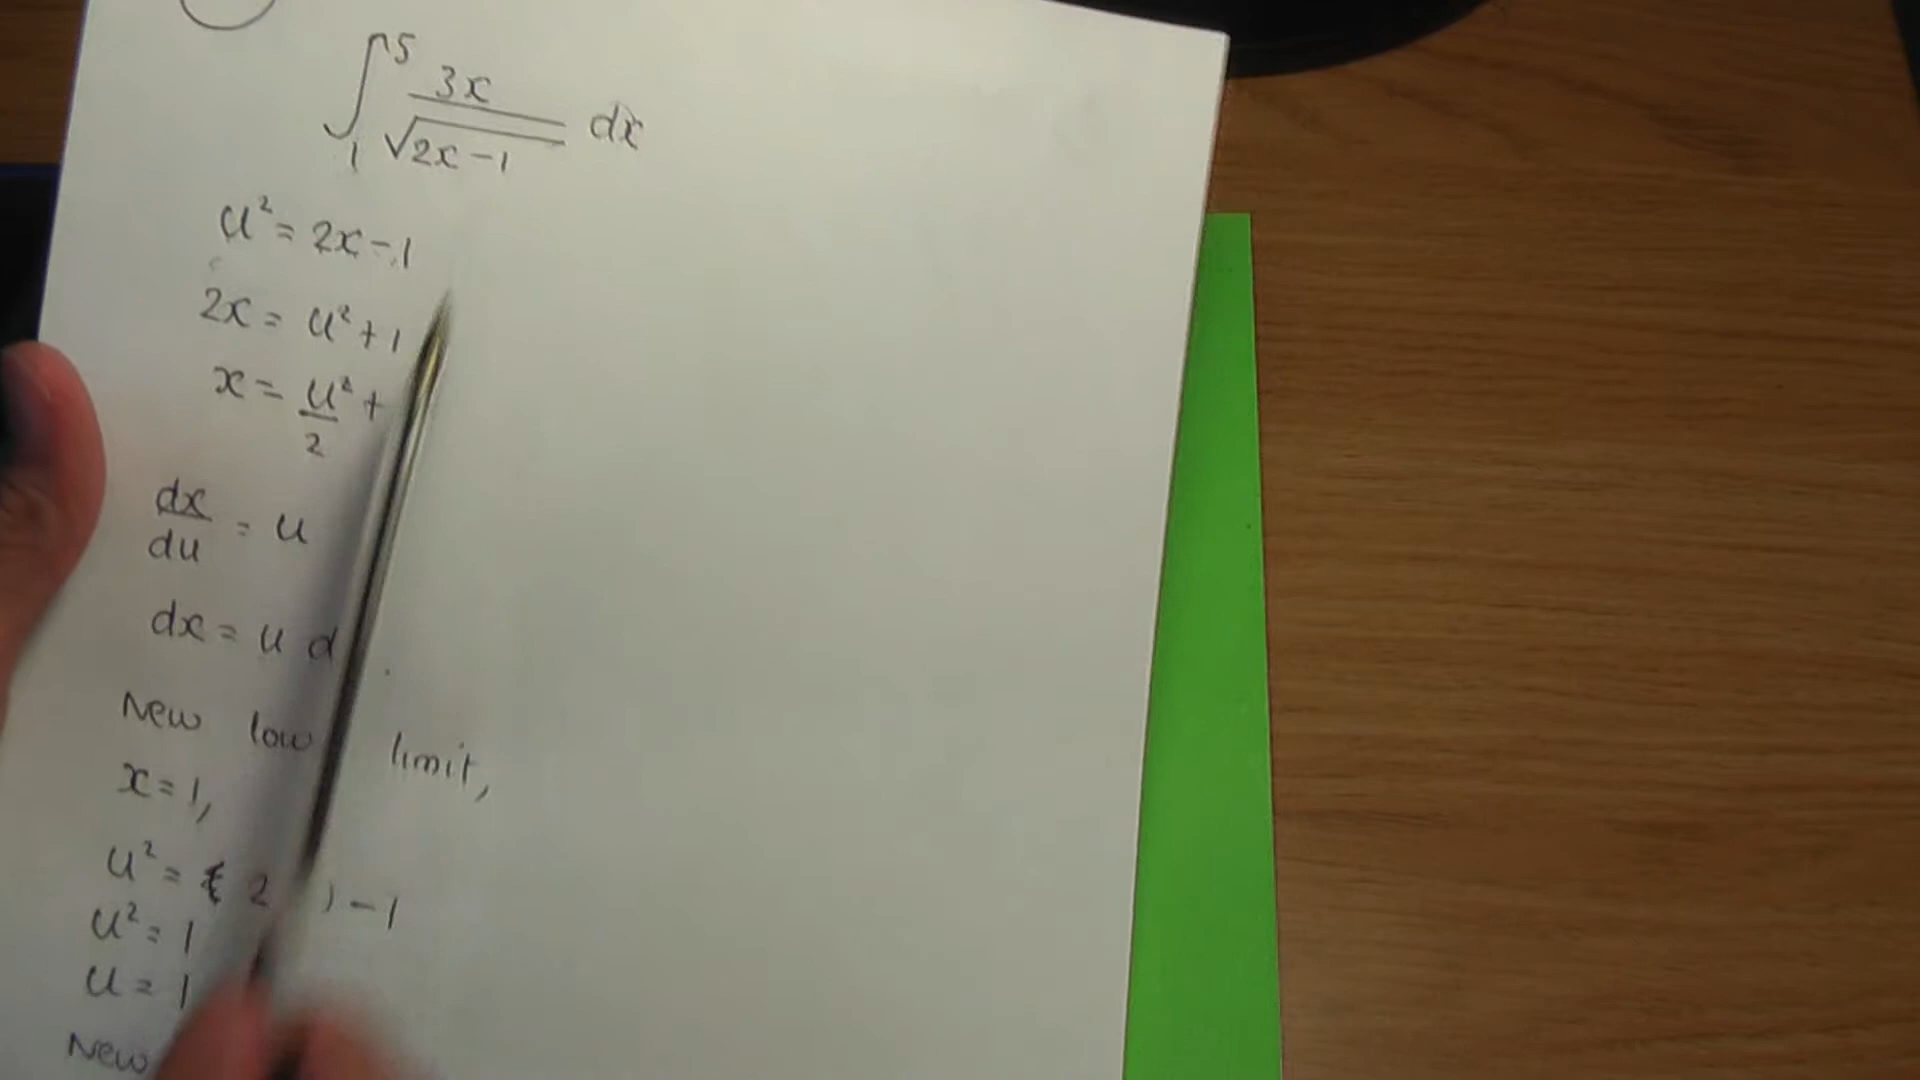 ∫₁⁵ 3x/√(2x-1) dx
u² = 2x-1
2x = u² + 1
x = u²/2 +
dx/du = u
dx = u d
New low limit,
x = 1,
u² = 2 ) - 1
u² = 1
u = 1
New